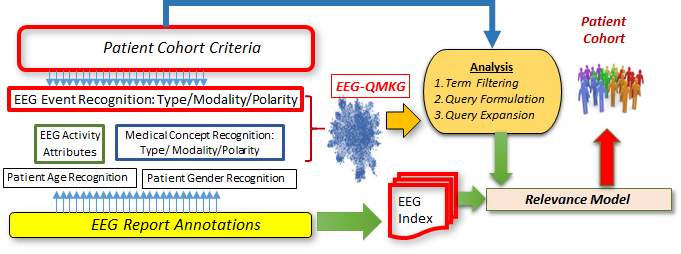 Patient Cohort Criteria
EEG Event Recognition: Type/Modality/Polarity
EEG Activity
Attributes
Medical Concept Recognition:
Type/ Modality/Polarity
Patient Age Recognition
Patient Gender Recognition
EEG Report Annotations
EEG-QMKG
Analysis
1. Term Filtering
2. Query Formulation
3. Query Expansion
EEG
Index
Relevance Model
Patient
Cohort